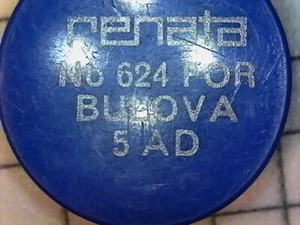 renata
No 624 FOR
BULOVA
5 AD